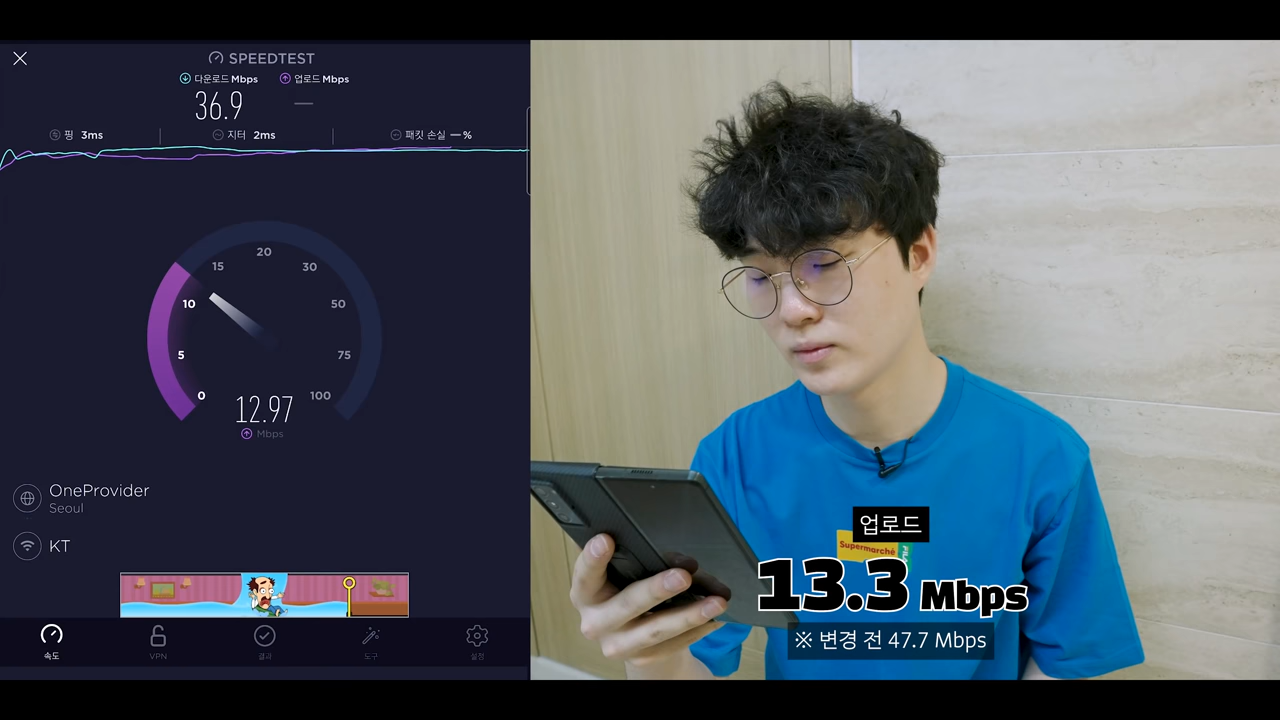 SPEEDTEST
다운로드 Mbps
업로드 Mbps
36.9
—
핑 3ms
지터 2ms
패킷 손실 — %
0
5
10
15
20
30
50
75
100
12.97
Mbps
OneProvider
Seoul
KT
속도
VPN
결과
도구
설정
업로드
Supermarché
FILA
13.3 Mbps
※ 변경 전 47.7 Mbps